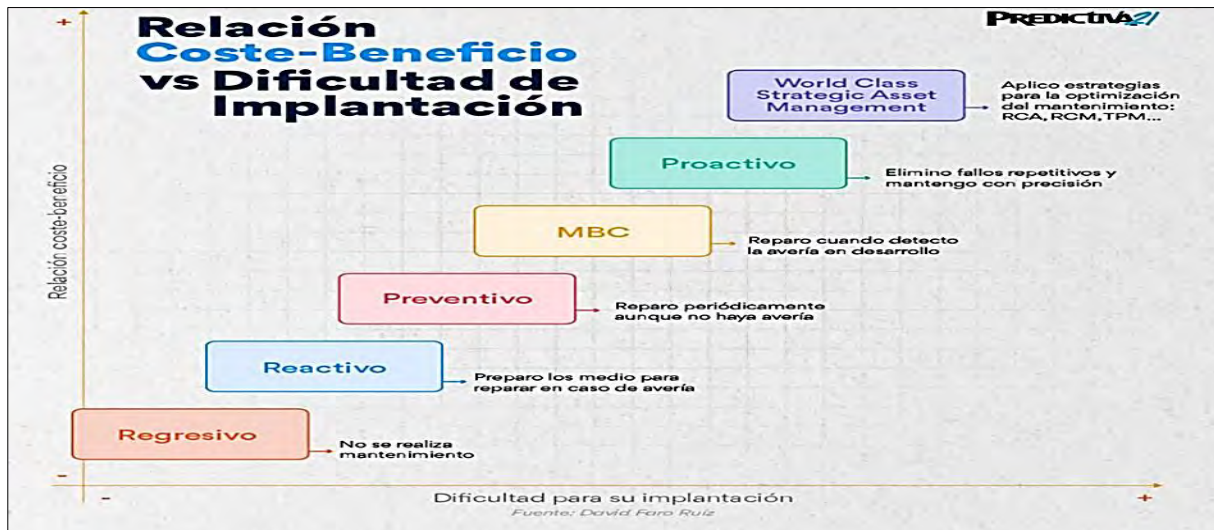 Relación
Coste-Beneficio
vs Dificultad de
Implantación
PREDICTIVA21
+
Relación coste-beneficio
World Class
Strategic Asset
Management
Aplico estrategias
para la optimización
del mantenimiento:
RCA, RCM, TPM...
Proactivo
Elimino fallos repetitivos y
mantengo con precisión
MBC
Reparo cuando detecto
la avería en desarrollo
Preventivo
Reparo periódicamente
aunque no haya avería
Reactivo
Preparo los medio para
reparar en caso de avería
Regresivo
No se realiza
mantenimiento
-
-
Dificultad para su implantación
+
Fuente: David Faro Ruiz